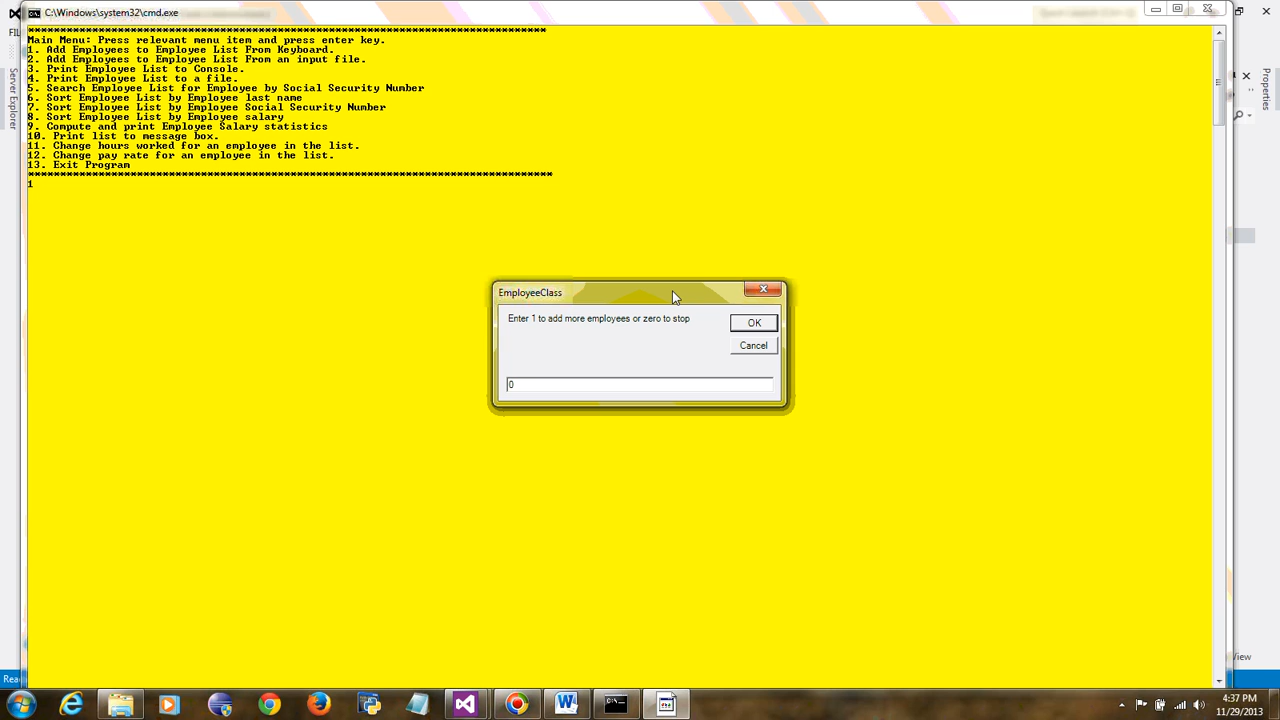 C:\Windows\system32\cmd.exe
********************************************************************************
Main Menu: Press relevant menu item and press enter key.
1. Add Employees to Employee List From Keyboard.
2. Add Employees to Employee List From an input file.
3. Print Employee List to Console.
4. Print Employee List to a file.
5. Search Employee List for Employee by Social Security Number
6. Sort Employee List by Employee last name
7. Sort Employee List by Employee Social Security Number
8. Sort Employee List by Employee salary
9. Compute and print Employee Salary statistics
10. Print list to message box.
11. Change hours worked for an employee in the list.
12. Change pay rate for an employee in the list.
13. Exit Program
*********************************************************************************
1
EmployeeClass
Enter 1 to add more employees or zero to stop
OK
Cancel
0
Server Explorer
Properties
4:37 PM
11/29/2013